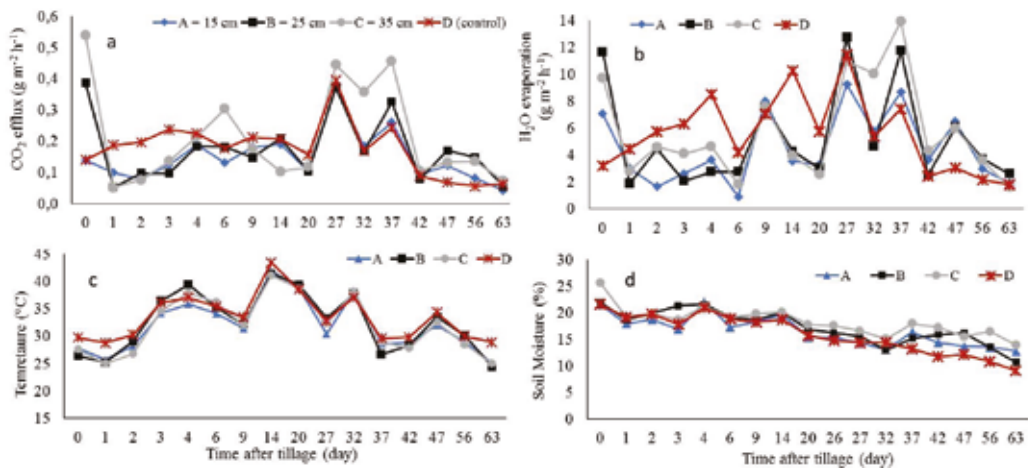 A = 15 cm B = 25 cm C = 35 cm D (control)
a
CO2 efflux (g m-2 h-1)
0,6
0,5
0,4
0,3
0,2
0,1
0,0
0 1 2 3 4 6 9 14 20 27 32 37 42 47 56 63
A B C D
b
H2O evaporation
(g m-2 h-1)
14
12
10
8
6
4
2
0
0 1 2 3 4 6 9 14 20 27 32 37 42 47 56 63
A B C D
c
Temretaure (°C)
45
40
35
30
25
20
15
0 1 2 3 4 6 9 14 20 27 32 37 42 47 56 63
Time after tillage (day)
A B C D
d
Soil Moisture (%)
30
25
20
15
10
5
0
0 1 2 3 4 6 9 14 20 27 32 37 42 47 56 63
Time after tillage (day)